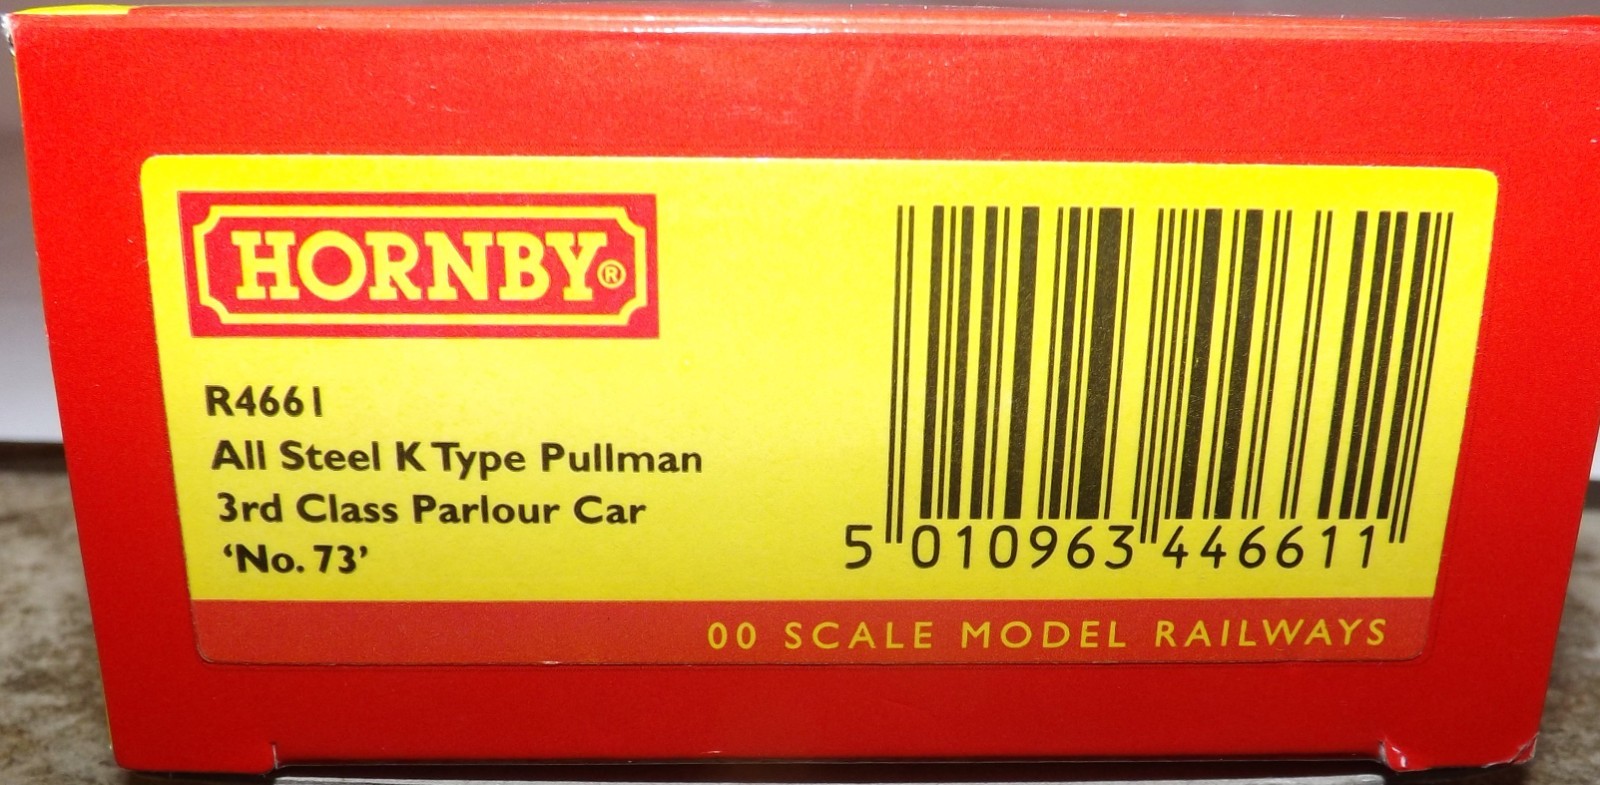 HORNBY®
R4661
All Steel K Type Pullman
3rd Class Parlour Car
‘No. 73’
5 010963 446611
00 SCALE MODEL RAILWAYS